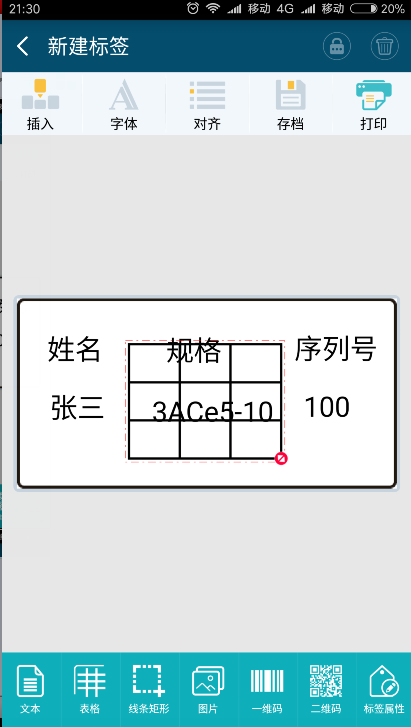 21:30 移动 4G 移动 20%
新建标签
插入 字体 对齐 存档 打印
姓名 规格 序列号
张三 3ACe5-10 100
文本 表格 线条矩形 图片 一维码 二维码 标签属性